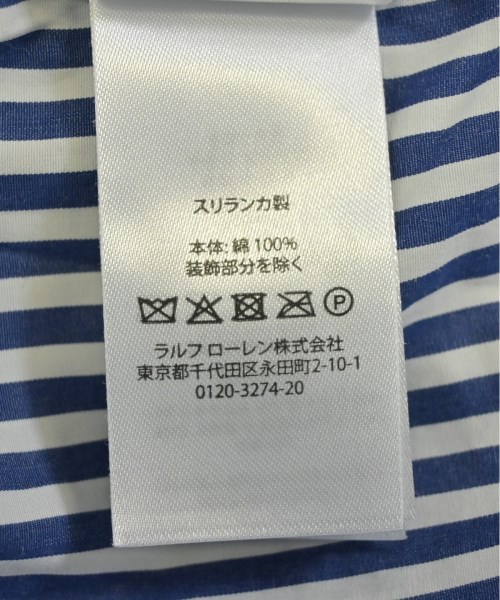 スリランカ製
本体: 綿 100%
装飾部分を除く
P
ラルフ ローレン株式会社
東京都千代田区永田町2-10-1
0120-3274-20